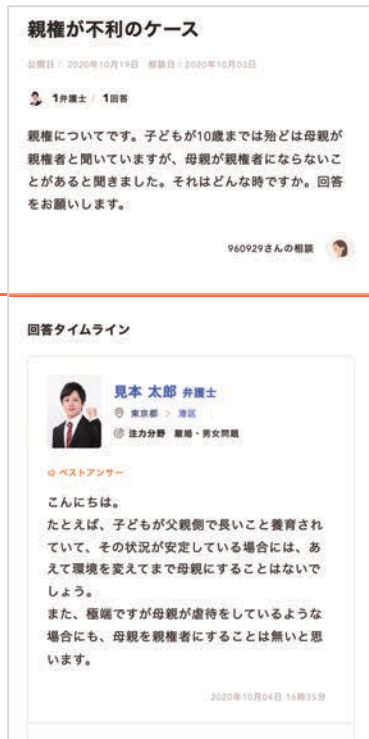 親権が不利のケース
公開日： 2020年10月19日 相談日：2020年10月03日
1弁護士 / 1回答
親権についてです。子どもが10歳までは殆どは母親が
親権者と聞いていますが、母親が親権者にならないこ
とがあると聞きました。それはどんな時ですか。回答
をお願いします。
960929さんの相談
回答タイムライン
見本 太郎 弁護士
東京都 > 港区
注力分野 離婚・男女問題
ベストアンサー
こんにちは。
たとえば、子どもが父親側で長いこと養育され
ていて、その状況が安定している場合には、あ
えて環境を変えてまで母親にすることはないで
しょう。
また、極端ですが母親が虐待をしているような
場合にも、母親を親権者にすることは無いと思
います。
2020年10月04日 16時35分